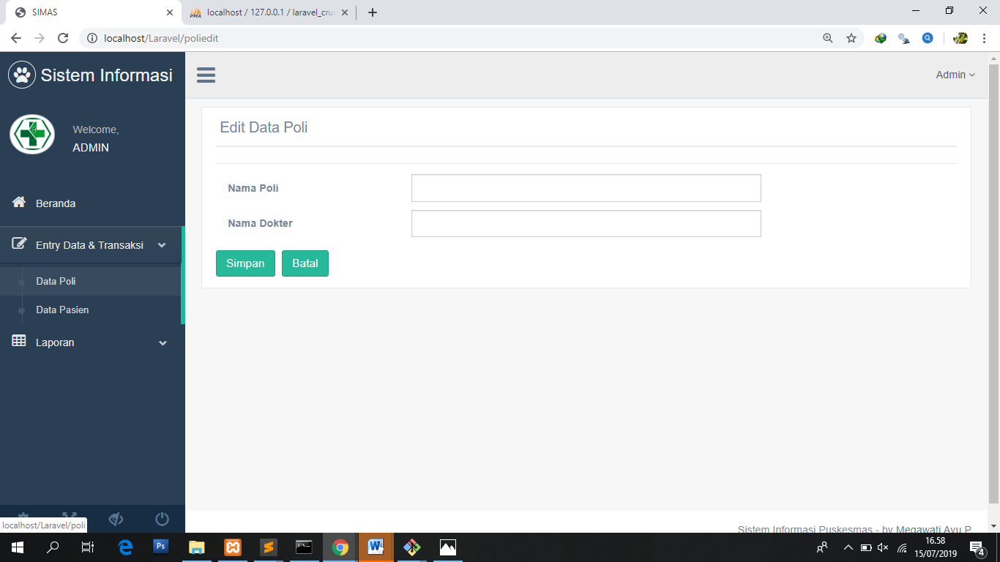 SIMAS
localhost / 127.0.0.1 / laravel_cru
localhost/Laravel/poliedit
Sistem Informasi
Admin
Welcome,
ADMIN
Edit Data Poli
Nama Poli
Nama Dokter
Simpan
Batal
Beranda
Entry Data & Transaksi
Data Poli
Data Pasien
Laporan
localhost/Laravel/poli
Sistem Informasi Puskesmas - by Megawati Ayu P
Ps
16.58
15/07/2019
4